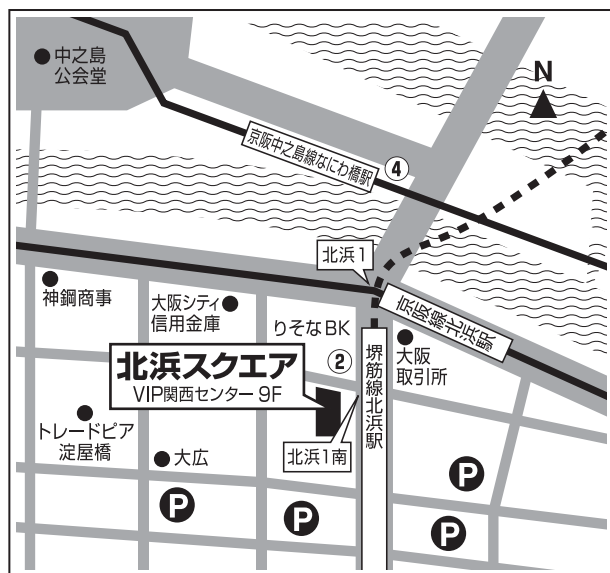 中之島
公会堂
N
京阪中之島線なにわ橋駅
④
北浜1
神鋼商事
大阪シティ
信用金庫
りそなBK
京阪線北浜駅
②
大阪
取引所
堺筋線北浜駅
北浜スクエア
VIP関西センター 9F
トレードピア
淀屋橋
大広
北浜1南
P
P
P
P